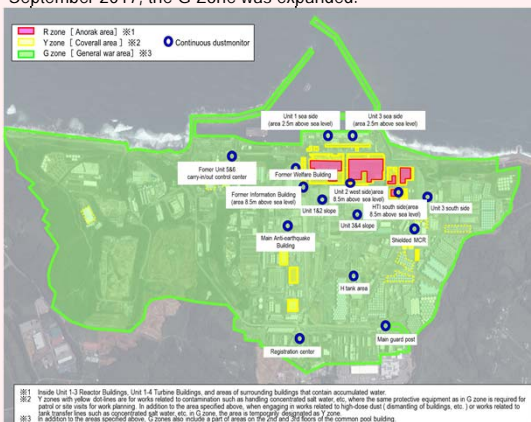 September 2017, the G Zone was expanded.
R zone [ Anorak area] ※1
Y zone [ Coverall area ] ※2
G zone [ General war area] ※3
Continuous dustmonitor
Unit 1 sea side
(area 2.5m above sea level)
Unit 3 sea side
(area 2.5m above sea level)
Fomer Unit 5&6
carry-in/out control center
Former Welfare Building
Former Information Building
(area 8.5m above sea level)
Unit 2 west side(area
8.5m above sea level)
HTI south side(area
8.5m above sea level)
Unit 3 south side
Unit 1&2 slope
Unit 3&4 slope
Shielded MCR
Main Anti-earthquake
Building
H tank area
Main guard post
Registration center
※1 Inside Unit 1-3 Reactor Buildings, Unit 1-4 Turbine Buildings, and areas of surrounding buildings that contain accumulated water.
※2 Y zones with yellow dot-lines are for works related to contamination such as handling concentrated salt water, etc, where the same protective equipment as in G zone is required for
patrol or site visits for work planning. In addition to the area specified above, when engaging in works related to high-dose dust ( dismantling of buildings, etc. ) or works related to
tank transfer lines such as concentrated salt water, etc, in G zone, the area is temporarily designated as Y zone.
※3 In addition to the areas specified above, G zones also include a part of areas on the 2nd and 3rd floors of the common pool building.